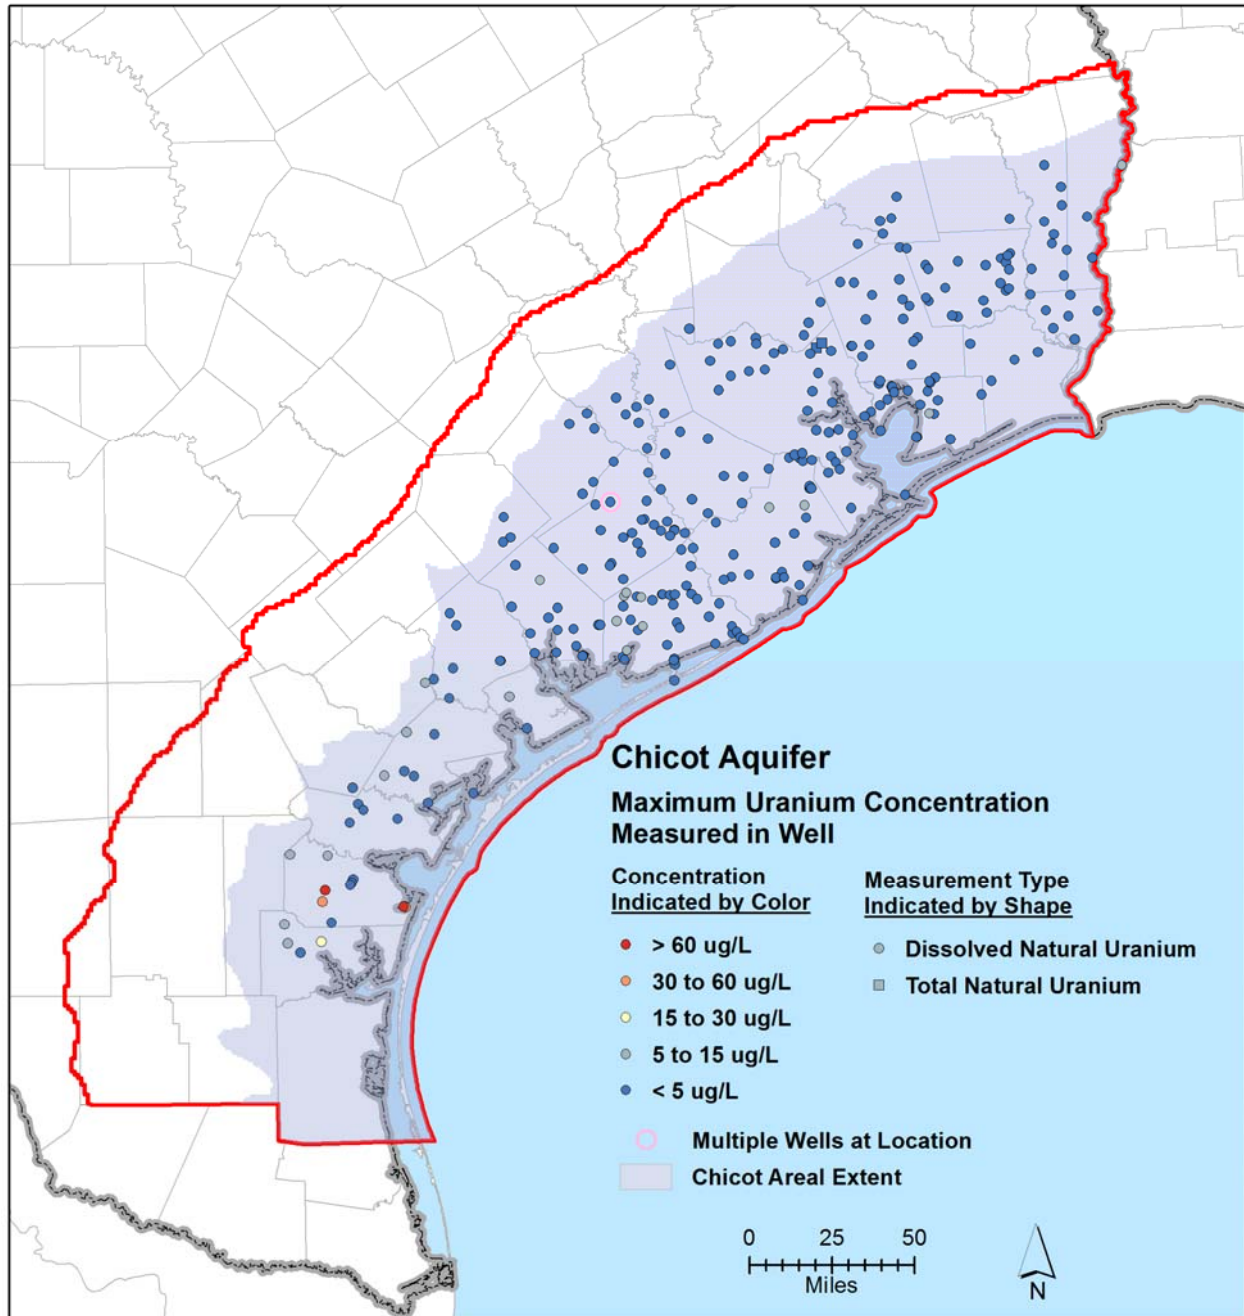 Chicot Aquifer
Maximum Uranium Concentration
Measured in Well
Concentration
Indicated by Color
> 60 ug/L
30 to 60 ug/L
15 to 30 ug/L
5 to 15 ug/L
< 5 ug/L
Measurement Type
Indicated by Shape
Dissolved Natural Uranium
Total Natural Uranium
Multiple Wells at Location
Chicot Areal Extent
0 25 50
Miles
N